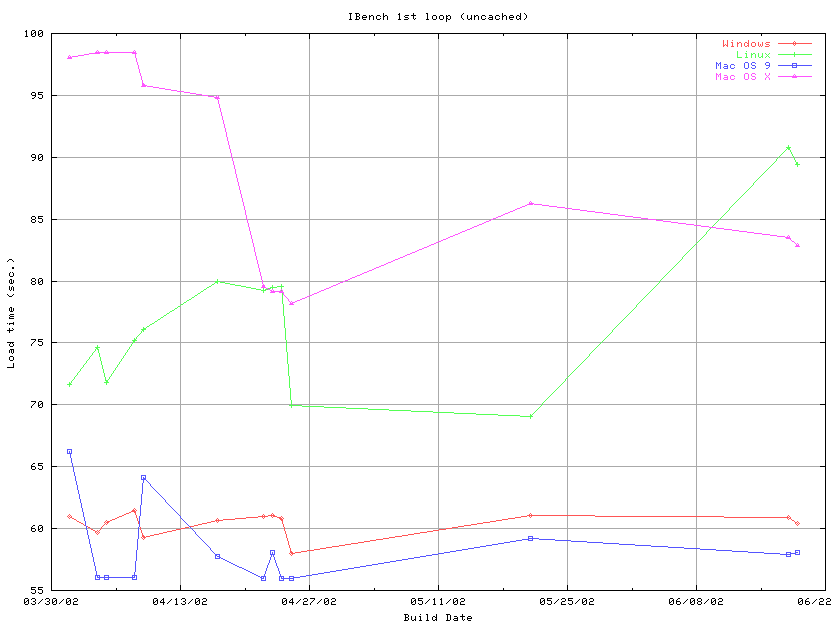 IBench 1st loop (uncached)
100
95
90
85
80
75
70
65
60
55
Windows
Linux
Mac OS 9
Mac OS X
Load time (sec.)
03/30/02 04/13/02 04/27/02 05/11/02 05/25/02 06/08/02 06/22
Build Date